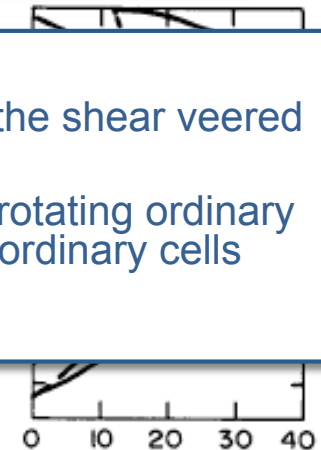 the shear veered
rotating ordinary
ordinary cells
0 10 20 30 40